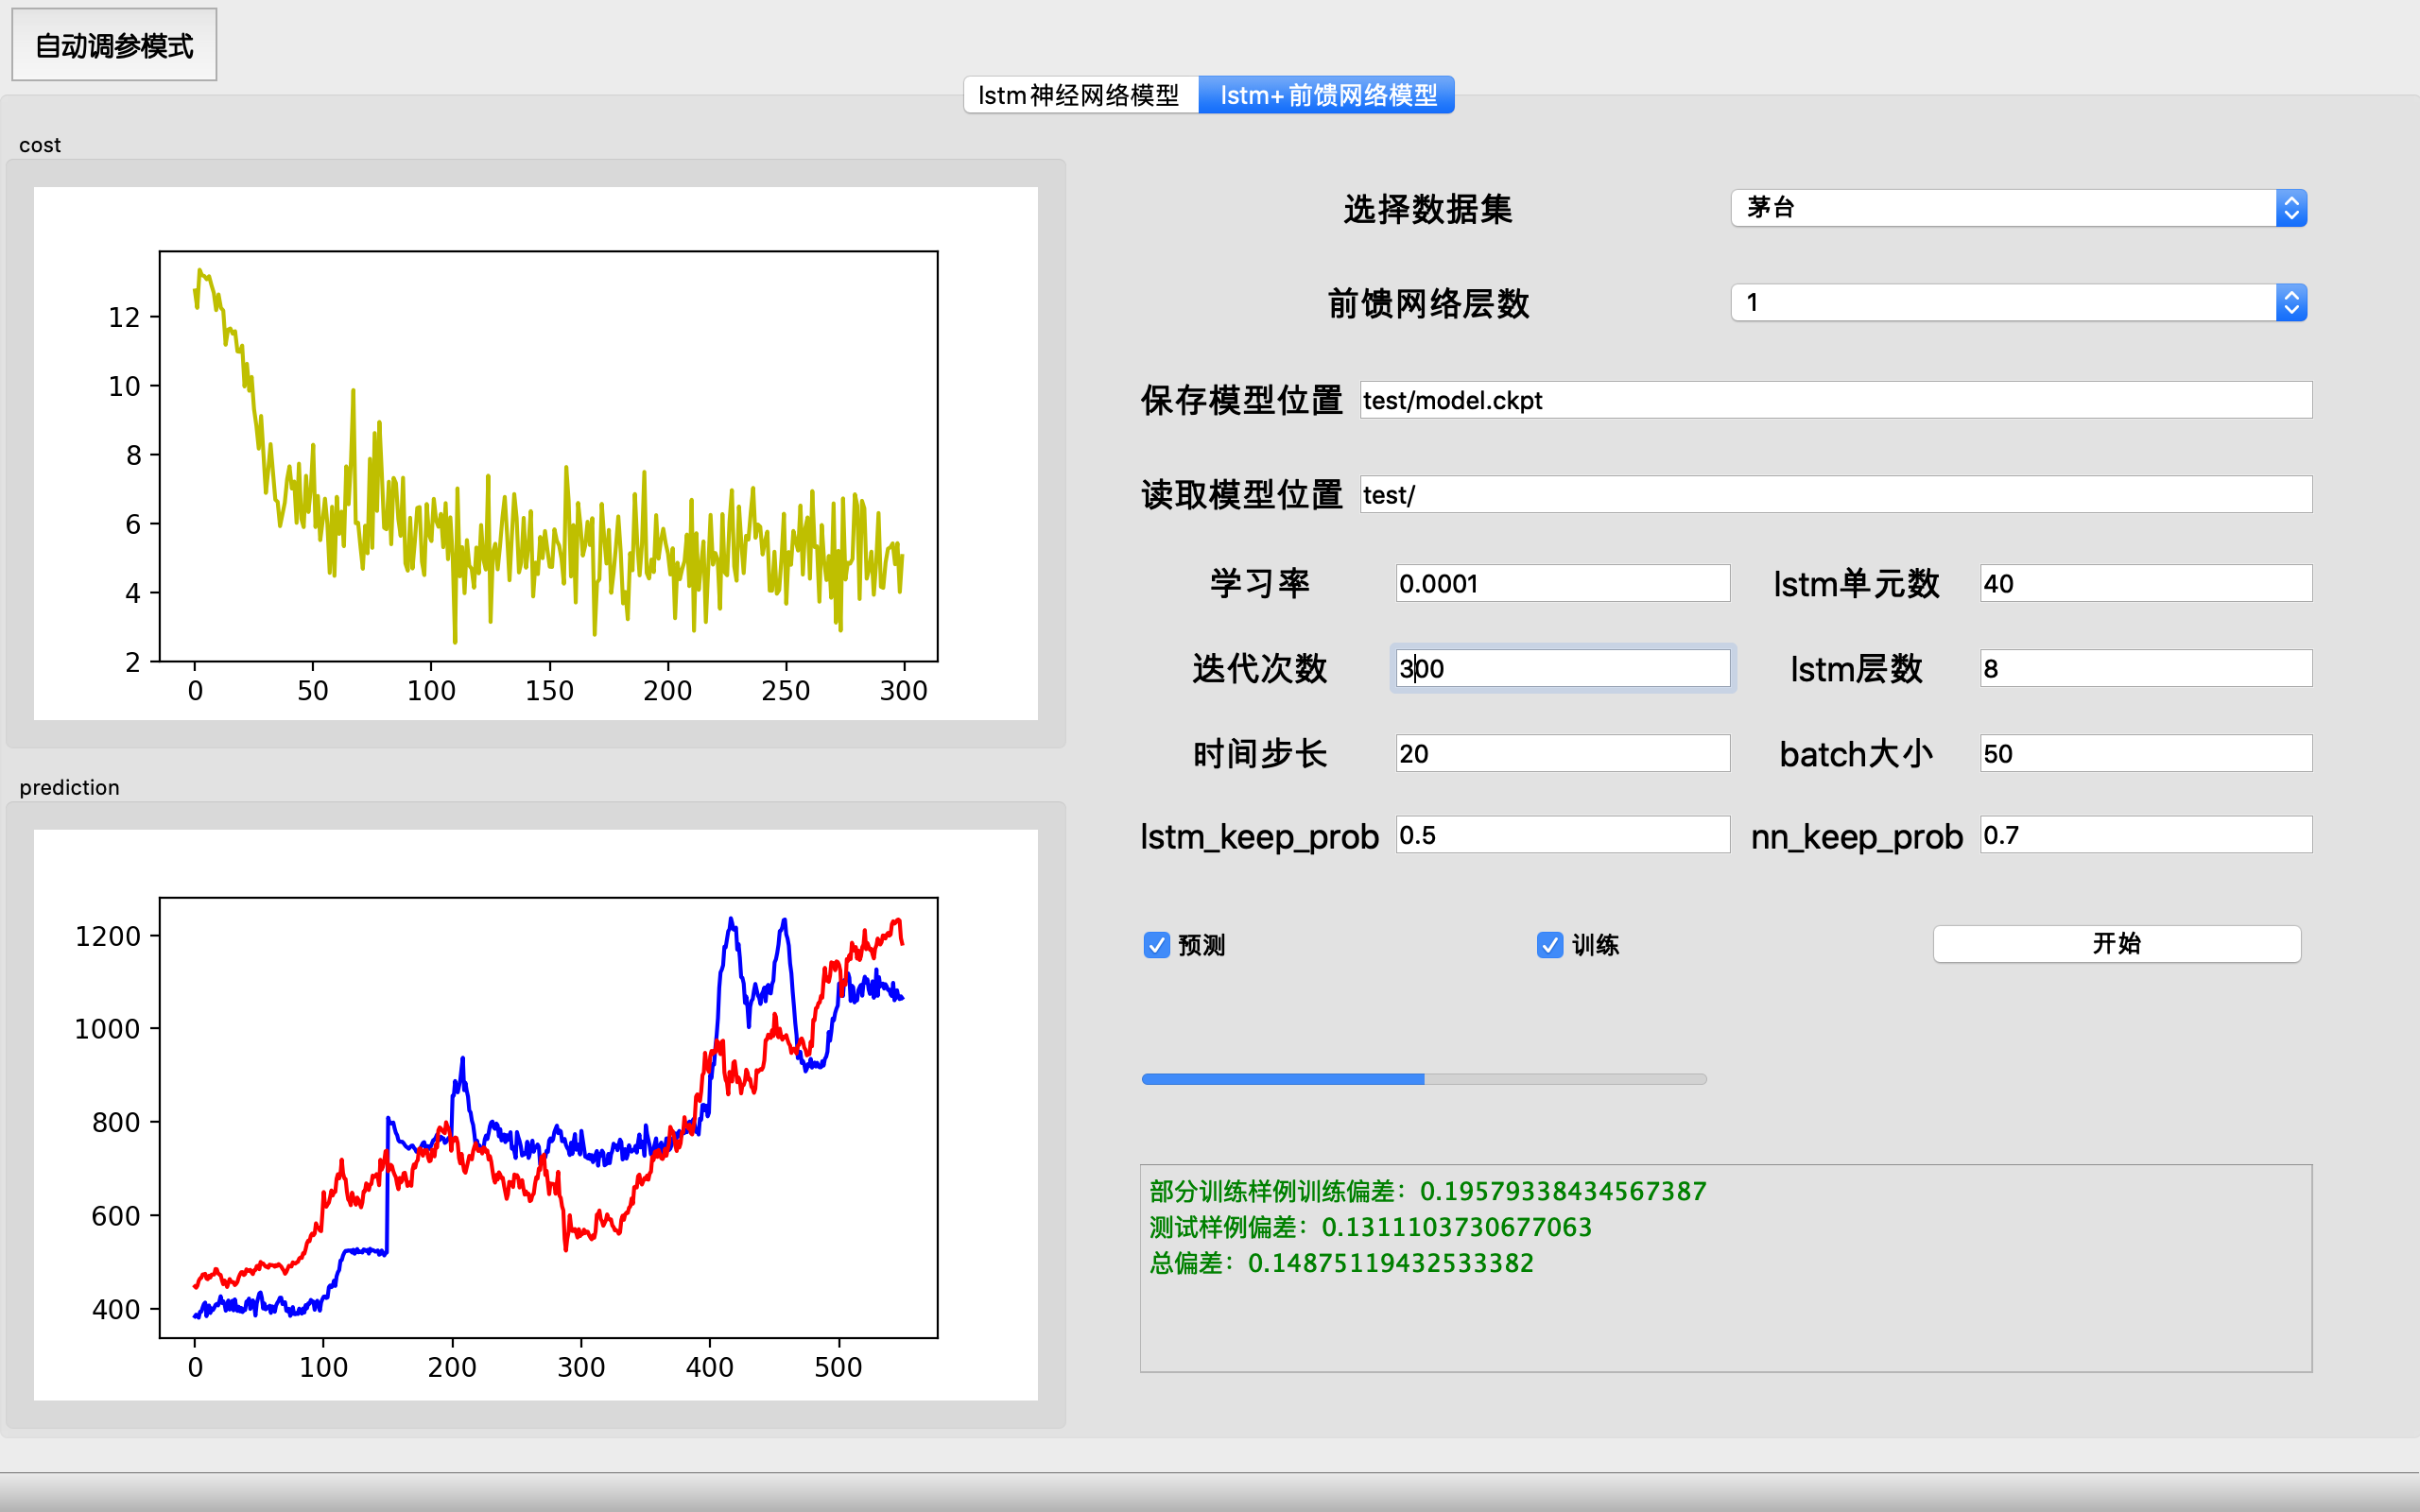 自动调参模式
lstm神经网络模型 lstm+前馈网络模型
cost
12
10
8
6
4
2
0 50 100 150 200 250 300
prediction
1200
1000
800
600
400
0 100 200 300 400 500
选择数据集 茅台
前馈网络层数 1
保存模型位置 test/model.ckpt
读取模型位置 test/
学习率 0.0001 lstm单元数 40
迭代次数 300 lstm层数 8
时间步长 20 batch大小 50
lstm_keep_prob 0.5 nn_keep_prob 0.7
预测 训练 开始
部分训练样例训练偏差：0.19579338434567387
测试样例偏差：0.1311103730677063
总偏差：0.14875119432533382